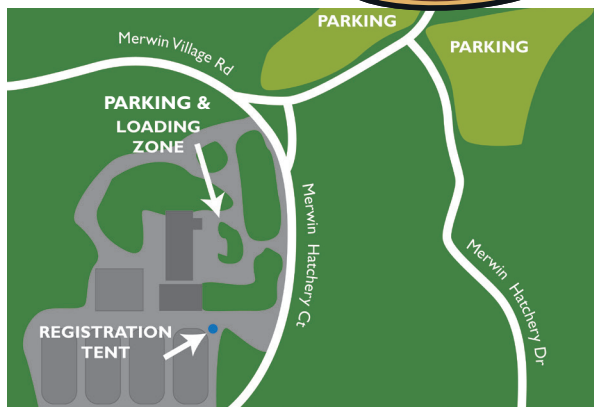 PARKING
PARKING
Merwin Village Rd
PARKING &
LOADING
ZONE
Merwin Hatchery Ct
Merwin Hatchery Dr
REGISTRATION
TENT